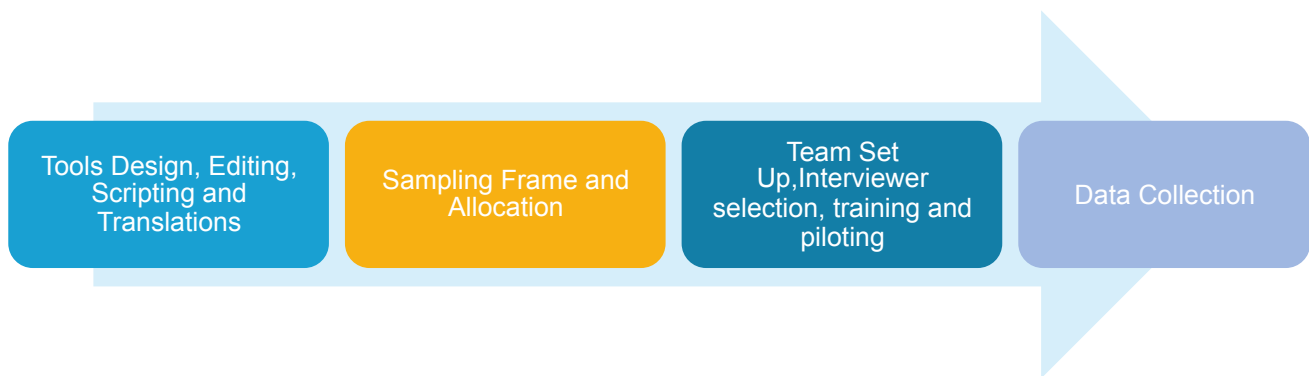 Tools Design, Editing,
Scripting and
Translations
Sampling Frame and
Allocation
Team Set
Up,Interviewer
selection, training and
piloting
Data Collection